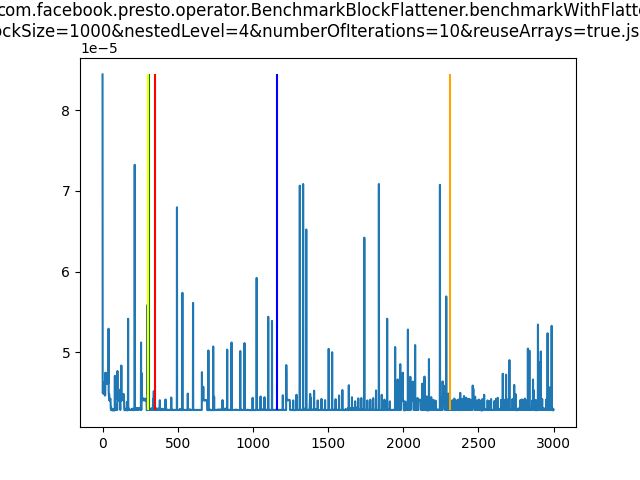 com.facebook.presto.operator.BenchmarkBlockFlattener.benchmarkWithFlatte
ockSize=1000&nestedLevel=4&numberOfIterations=10&reuseArrays=true.js
1e−5
8
7
6
5
0 500 1000 1500 2000 2500 3000